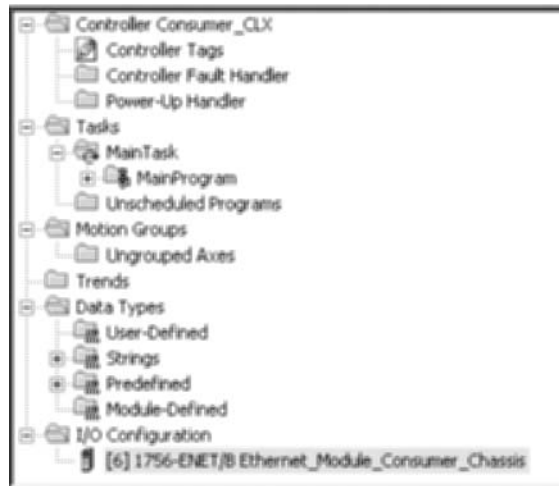 Controller Consumer_CLX
Controller Tags
Controller Fault Handler
Power-Up Handler
Tasks
MainTask
MainProgram
Unscheduled Programs
Motion Groups
Ungrouped Axes
Trends
Data Types
User-Defined
Strings
Predefined
Module-Defined
I/O Configuration
[6] 1756-ENET/B Ethernet_Module_Consumer_Chassis